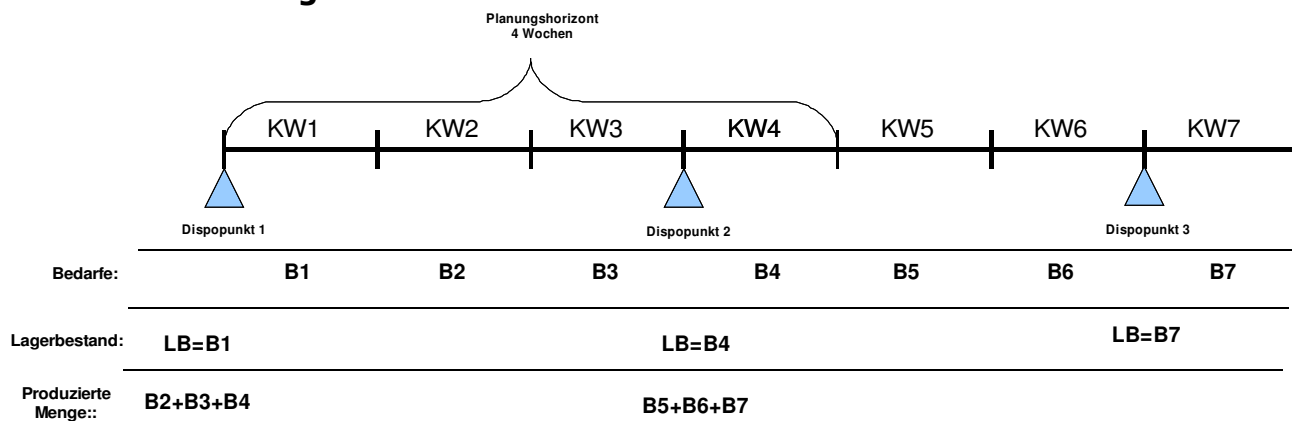 Planungshorizont
4 Wochen
KW1 KW2 KW3 KW4 KW5 KW6 KW7
Dispopunkt 1 Dispopunkt 2 Dispopunkt 3
Bedarfe: B1 B2 B3 B4 B5 B6 B7
Lagerbestand: LB=B1 LB=B4 LB=B7
Produzierte
Menge:: B2+B3+B4 B5+B6+B7